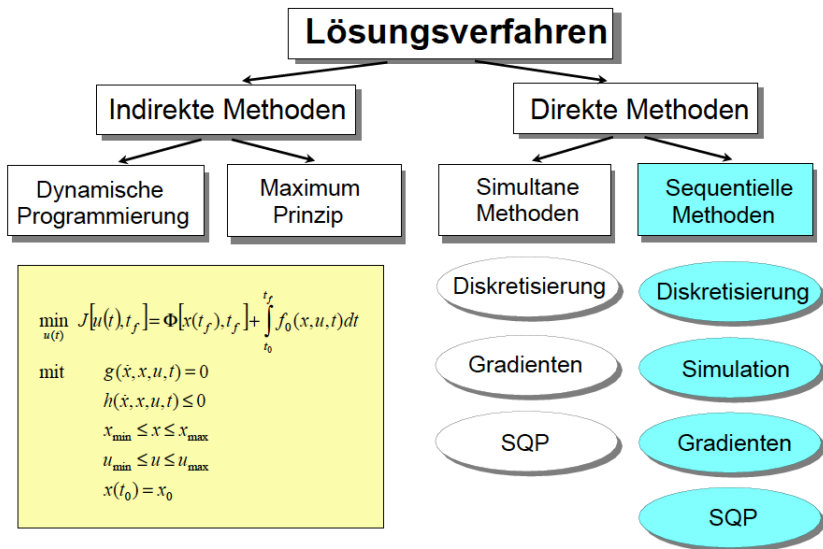 Lösungsverfahren
Indirekte Methoden
Direkte Methoden
Dynamische
Programmierung
Maximum
Prinzip
Simultane
Methoden
Sequentielle
Methoden
min J[u(t),t_f]=Φ[x(t_f),t_f]+∫f_0(x,u,t)dt
u(t)
t_f
t_0
mit g(ẋ,x,u,t)=0
h(ẋ,x,u,t)≤0
x_min ≤ x ≤ x_max
u_min ≤ u ≤ u_max
x(t_0)=x_0
Diskretisierung
Gradienten
SQP
Diskretisierung
Simulation
Gradienten
SQP